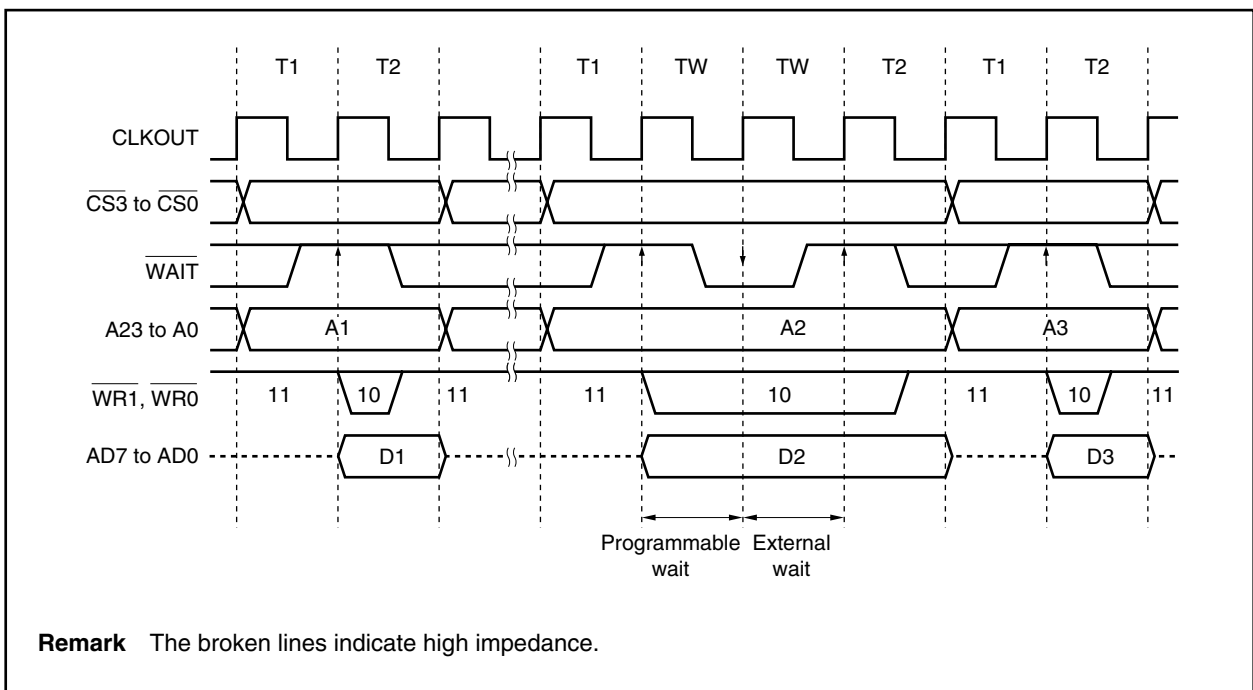 T1 T2 T1 TW TW T2 T1 T2
CLKOUT
CS3 to CS0
WAIT
A23 to A0 A1 A2 A3
WR1, WR0 11 10 11 11 10 11 10 11
AD7 to AD0 D1 D2 D3
Programmable wait
External wait
Remark The broken lines indicate high impedance.